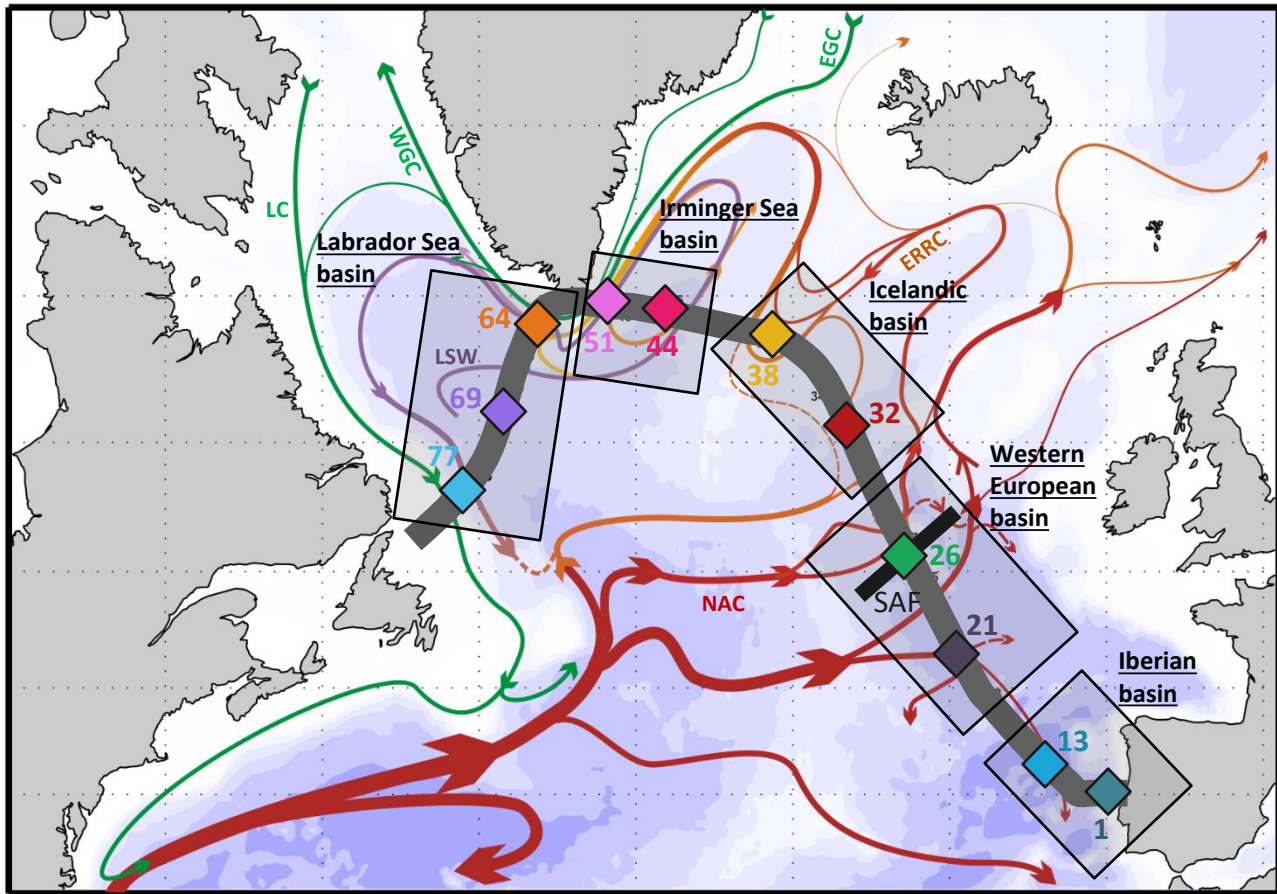 EGC
WGC
LC
Irminger Sea
basin
Labrador Sea
basin
ERRC
Icelandic
basin
64
51
44
38
LSW
69
32
77
Western
European
basin
26
NAC
SAF
21
Iberian
basin
13
1